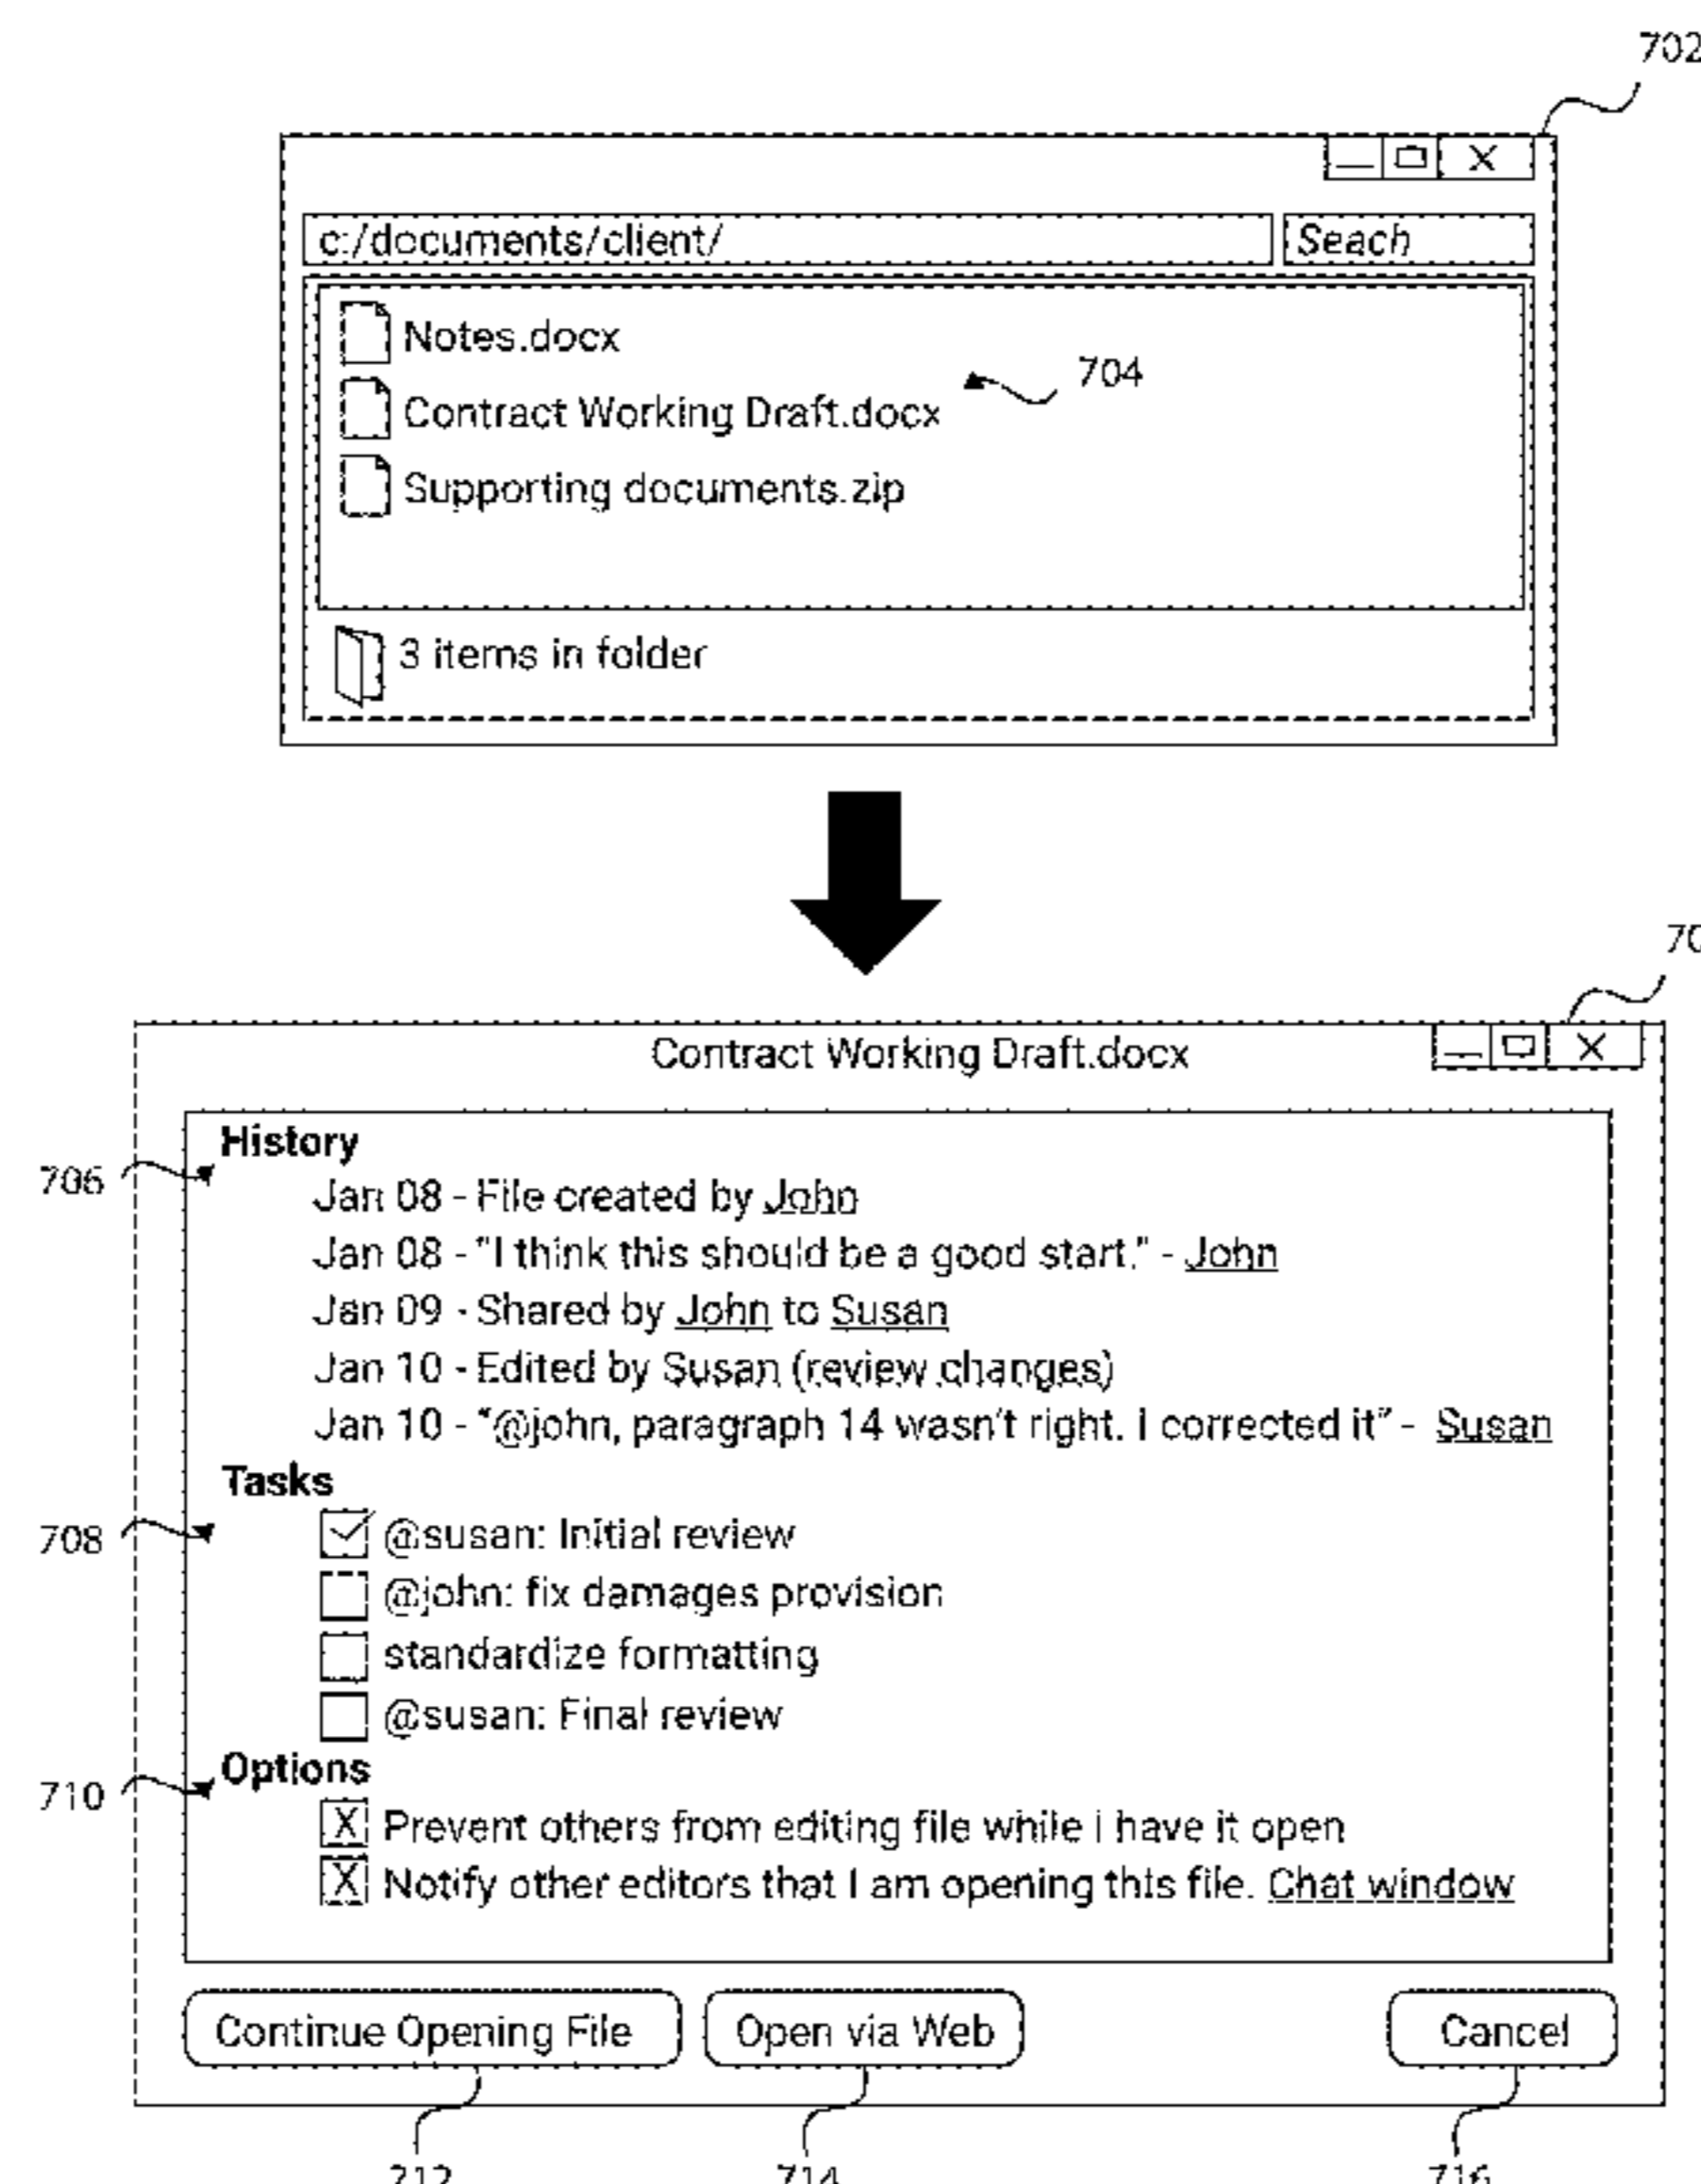 702
X
c:/documents/client/ Seach
Notes.docx
704
Contract Working Draft.docx
Supporting documents.zip
3 items in folder
Contract Working Draft.docx X
History
706
Jan 08 - File created by John
Jan 08 - "I think this should be a good start." - John
Jan 09 - Shared by John to Susan
Jan 10 - Edited by Susan (review changes)
Jan 10 - “@john, paragraph 14 wasn't right. I corrected it” - Susan
Tasks
708
@susan: Initial review
@john: fix damages provision
standardize formatting
@susan: Final review
Options
710
X Prevent others from editing file while i have it open
X Notify other editors that I am opening this file. Chat window
Continue Opening File Open via Web Cancel
712 714 716